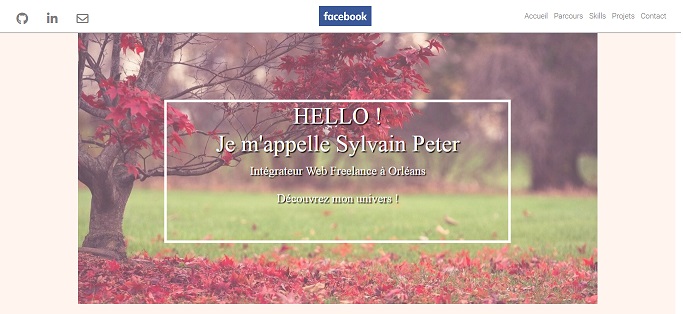 facebook
Accueil Parcours Skills Projets Contact
HELLO !
Je m'appelle Sylvain Peter
Intégrateur Web Freelance à Orléans
Découvrez mon univers !